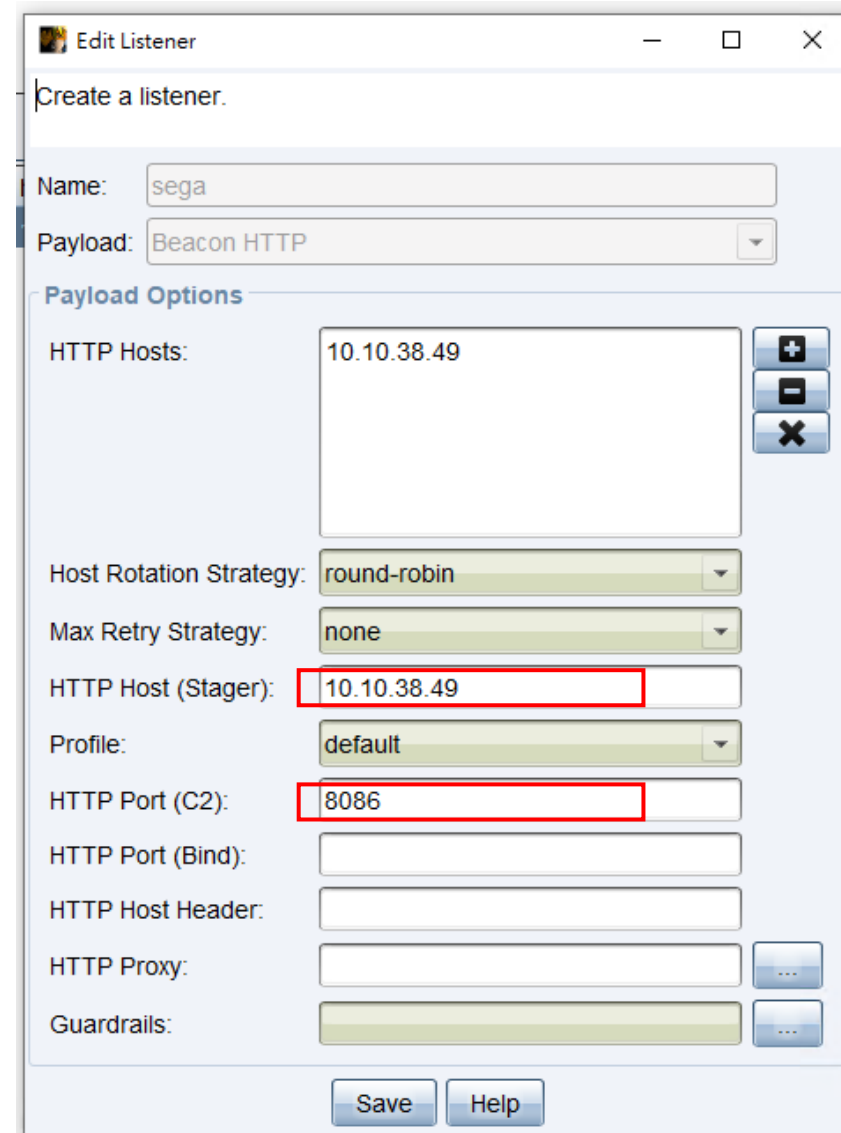 Edit Listener
Create a listener.
Name: sega
Payload: Beacon HTTP
Payload Options
HTTP Hosts: 10.10.38.49
Host Rotation Strategy: round-robin
Max Retry Strategy: none
HTTP Host (Stager): 10.10.38.49
Profile: default
HTTP Port (C2): 8086
HTTP Port (Bind):
HTTP Host Header:
HTTP Proxy: ...
Guardrails: ...
Save Help